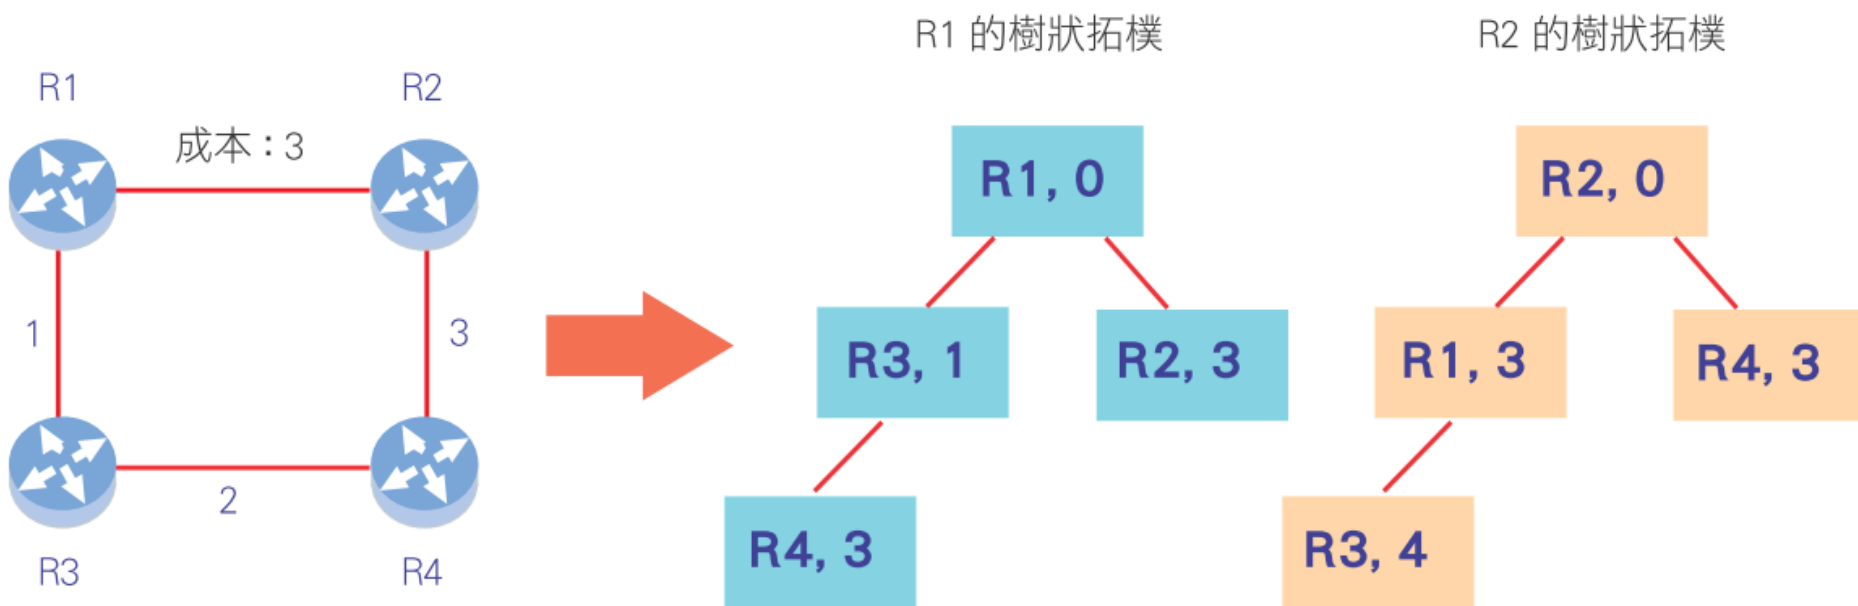 R1 的樹狀拓樸
R2 的樹狀拓樸
R1
R2
成本：3
1
3
2
R3
R4
R1, 0
R3, 1
R2, 3
R4, 3
R2, 0
R1, 3
R4, 3
R3, 4